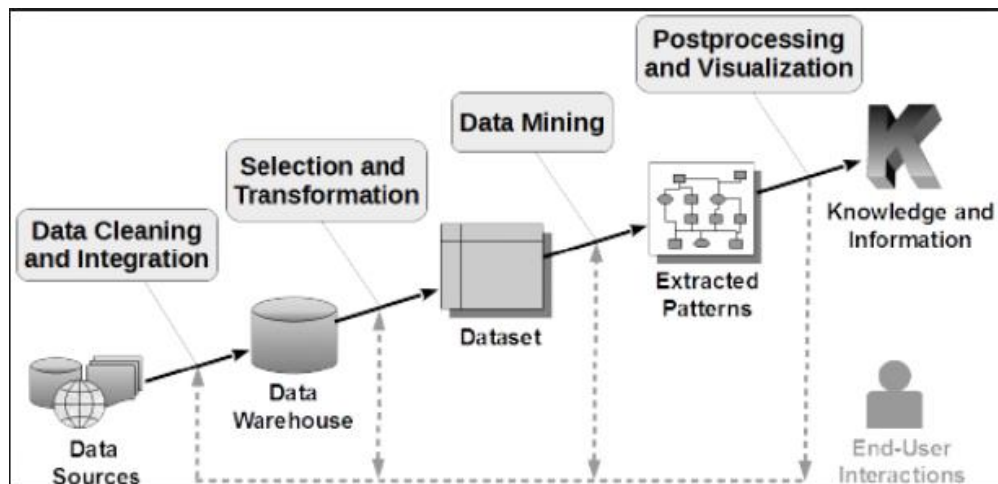 Postprocessing
and Visualization
Data Mining
Selection and
Transformation
Data Cleaning
and Integration
K
Knowledge and
Information
Extracted
Patterns
Dataset
Data
Warehouse
Data
Sources
End-User
Interactions